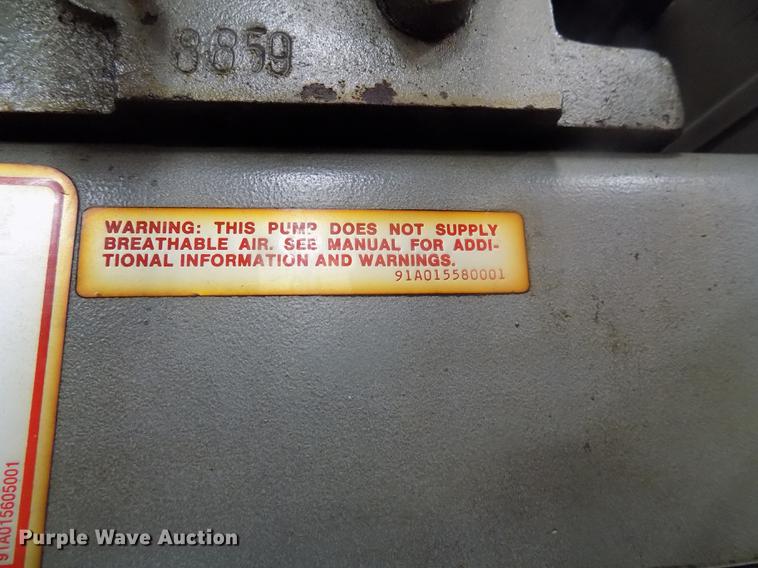 8859
WARNING: THIS PUMP DOES NOT SUPPLY
BREATHABLE AIR. SEE MANUAL FOR ADDI-
TIONAL INFORMATION AND WARNINGS.
91A015580001
91A015605001
Purple Wave Auction